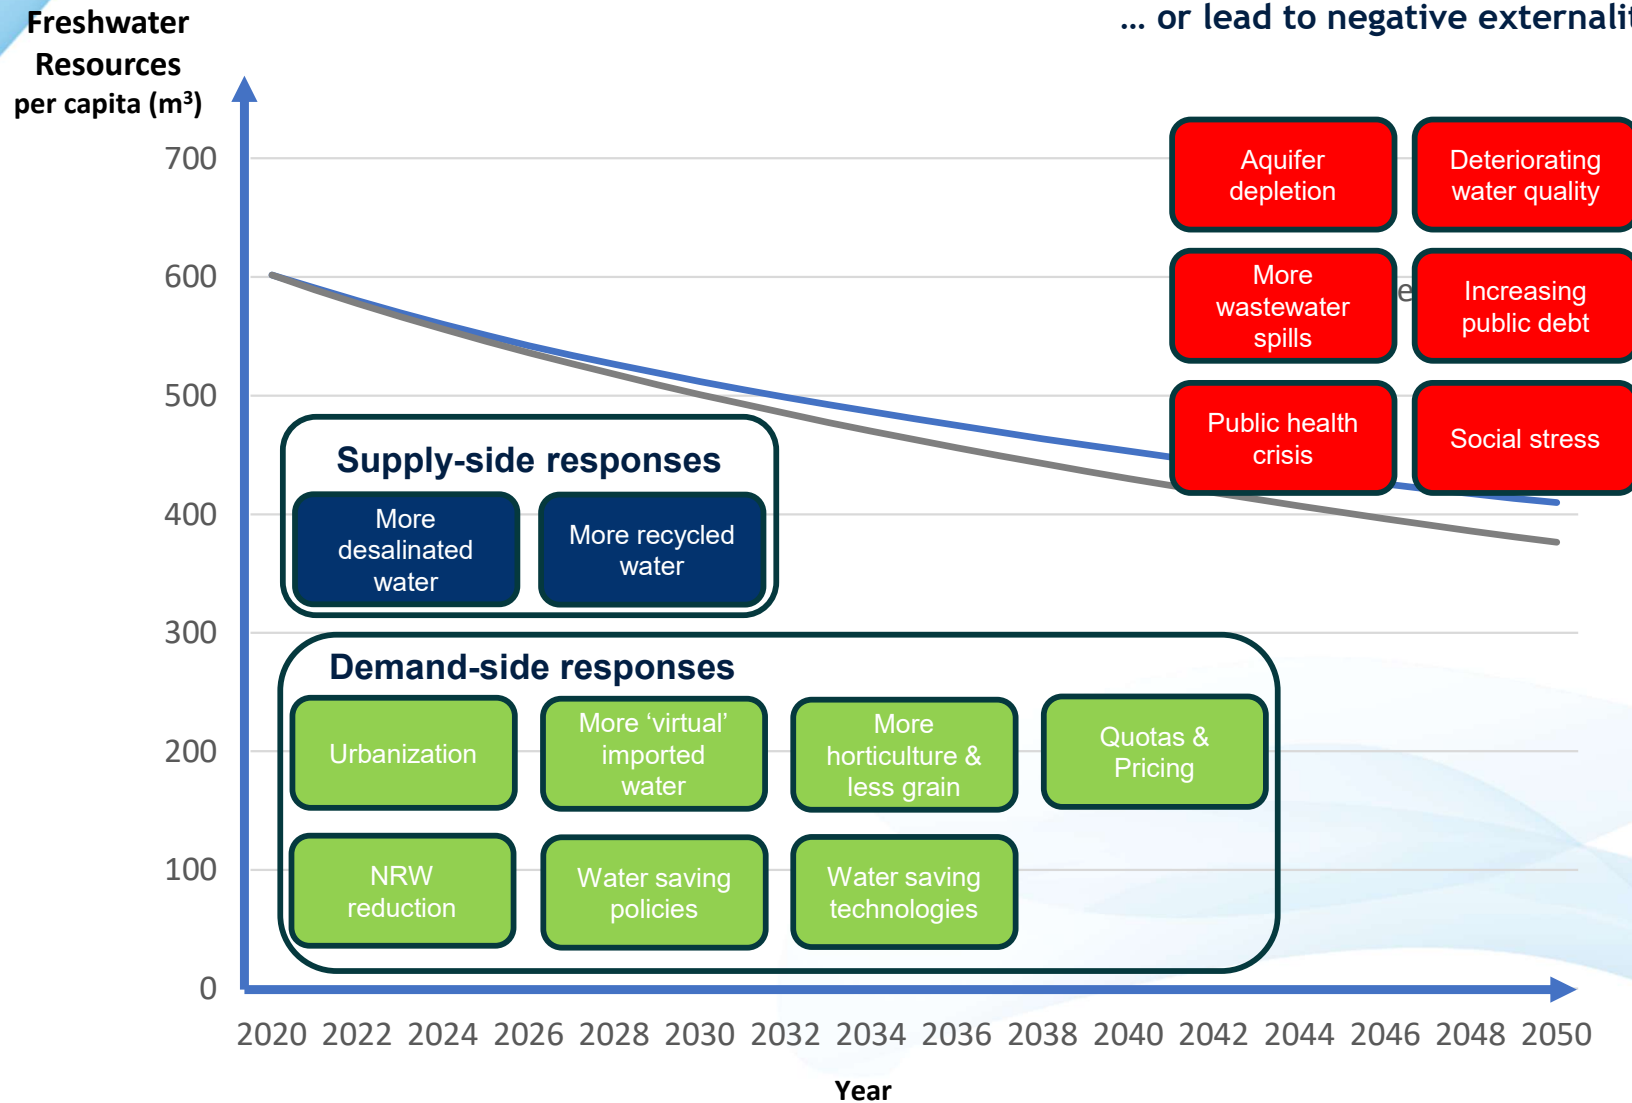 Freshwater
Resources
per capita (m³)
… or lead to negative externalit
700
600
500
400
300
200
100
0
Aquifer
depletion
Deteriorating
water quality
More
wastewater
spills
e
Increasing
public debt
Public health
crisis
Social stress
Supply-side responses
More
desalinated
water
More recycled
water
Demand-side responses
Urbanization
More ‘virtual’
imported
water
More
horticulture &
less grain
Quotas &
Pricing
NRW
reduction
Water saving
policies
Water saving
technologies
2020 2022 2024 2026 2028 2030 2032 2034 2036 2038 2040 2042 2044 2046 2048 2050
Year